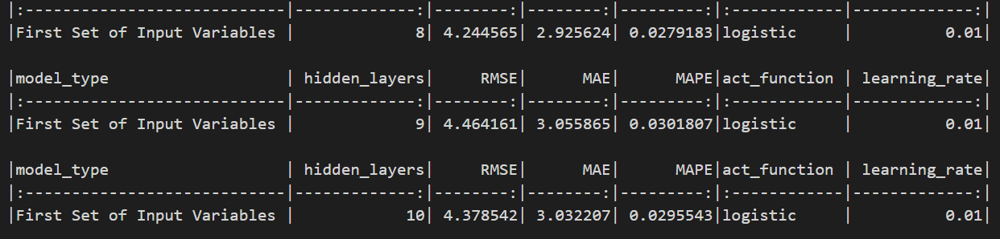 |:----------------------------|-------------:|--------:|--------:|---------:|:------------|-------------:|
|First Set of Input Variables |             8| 4.244565| 2.925624| 0.0279183|logistic     |          0.01|
|model_type                   | hidden_layers|     RMSE|      MAE|      MAPE|act_function | learning_rate|
|:----------------------------|-------------:|--------:|--------:|---------:|:------------|-------------:|
|First Set of Input Variables |             9| 4.464161| 3.055865| 0.0301807|logistic     |          0.01|
|model_type                   | hidden_layers|     RMSE|      MAE|      MAPE|act_function | learning_rate|
|:----------------------------|-------------:|--------:|--------:|---------:|:------------|-------------:|
|First Set of Input Variables |            10| 4.378542| 3.032207| 0.0295543|logistic     |          0.01|